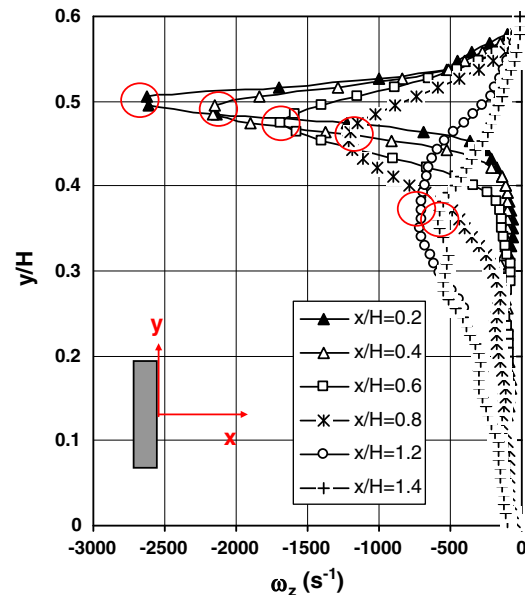 0.6
0.5
0.4
0.3
0.2
0.1
0
y/H
x/H=0.2
x/H=0.4
x/H=0.6
x/H=0.8
x/H=1.2
x/H=1.4
y
x
-3000 -2500 -2000 -1500 -1000 -500 0
ω_z (s⁻¹)